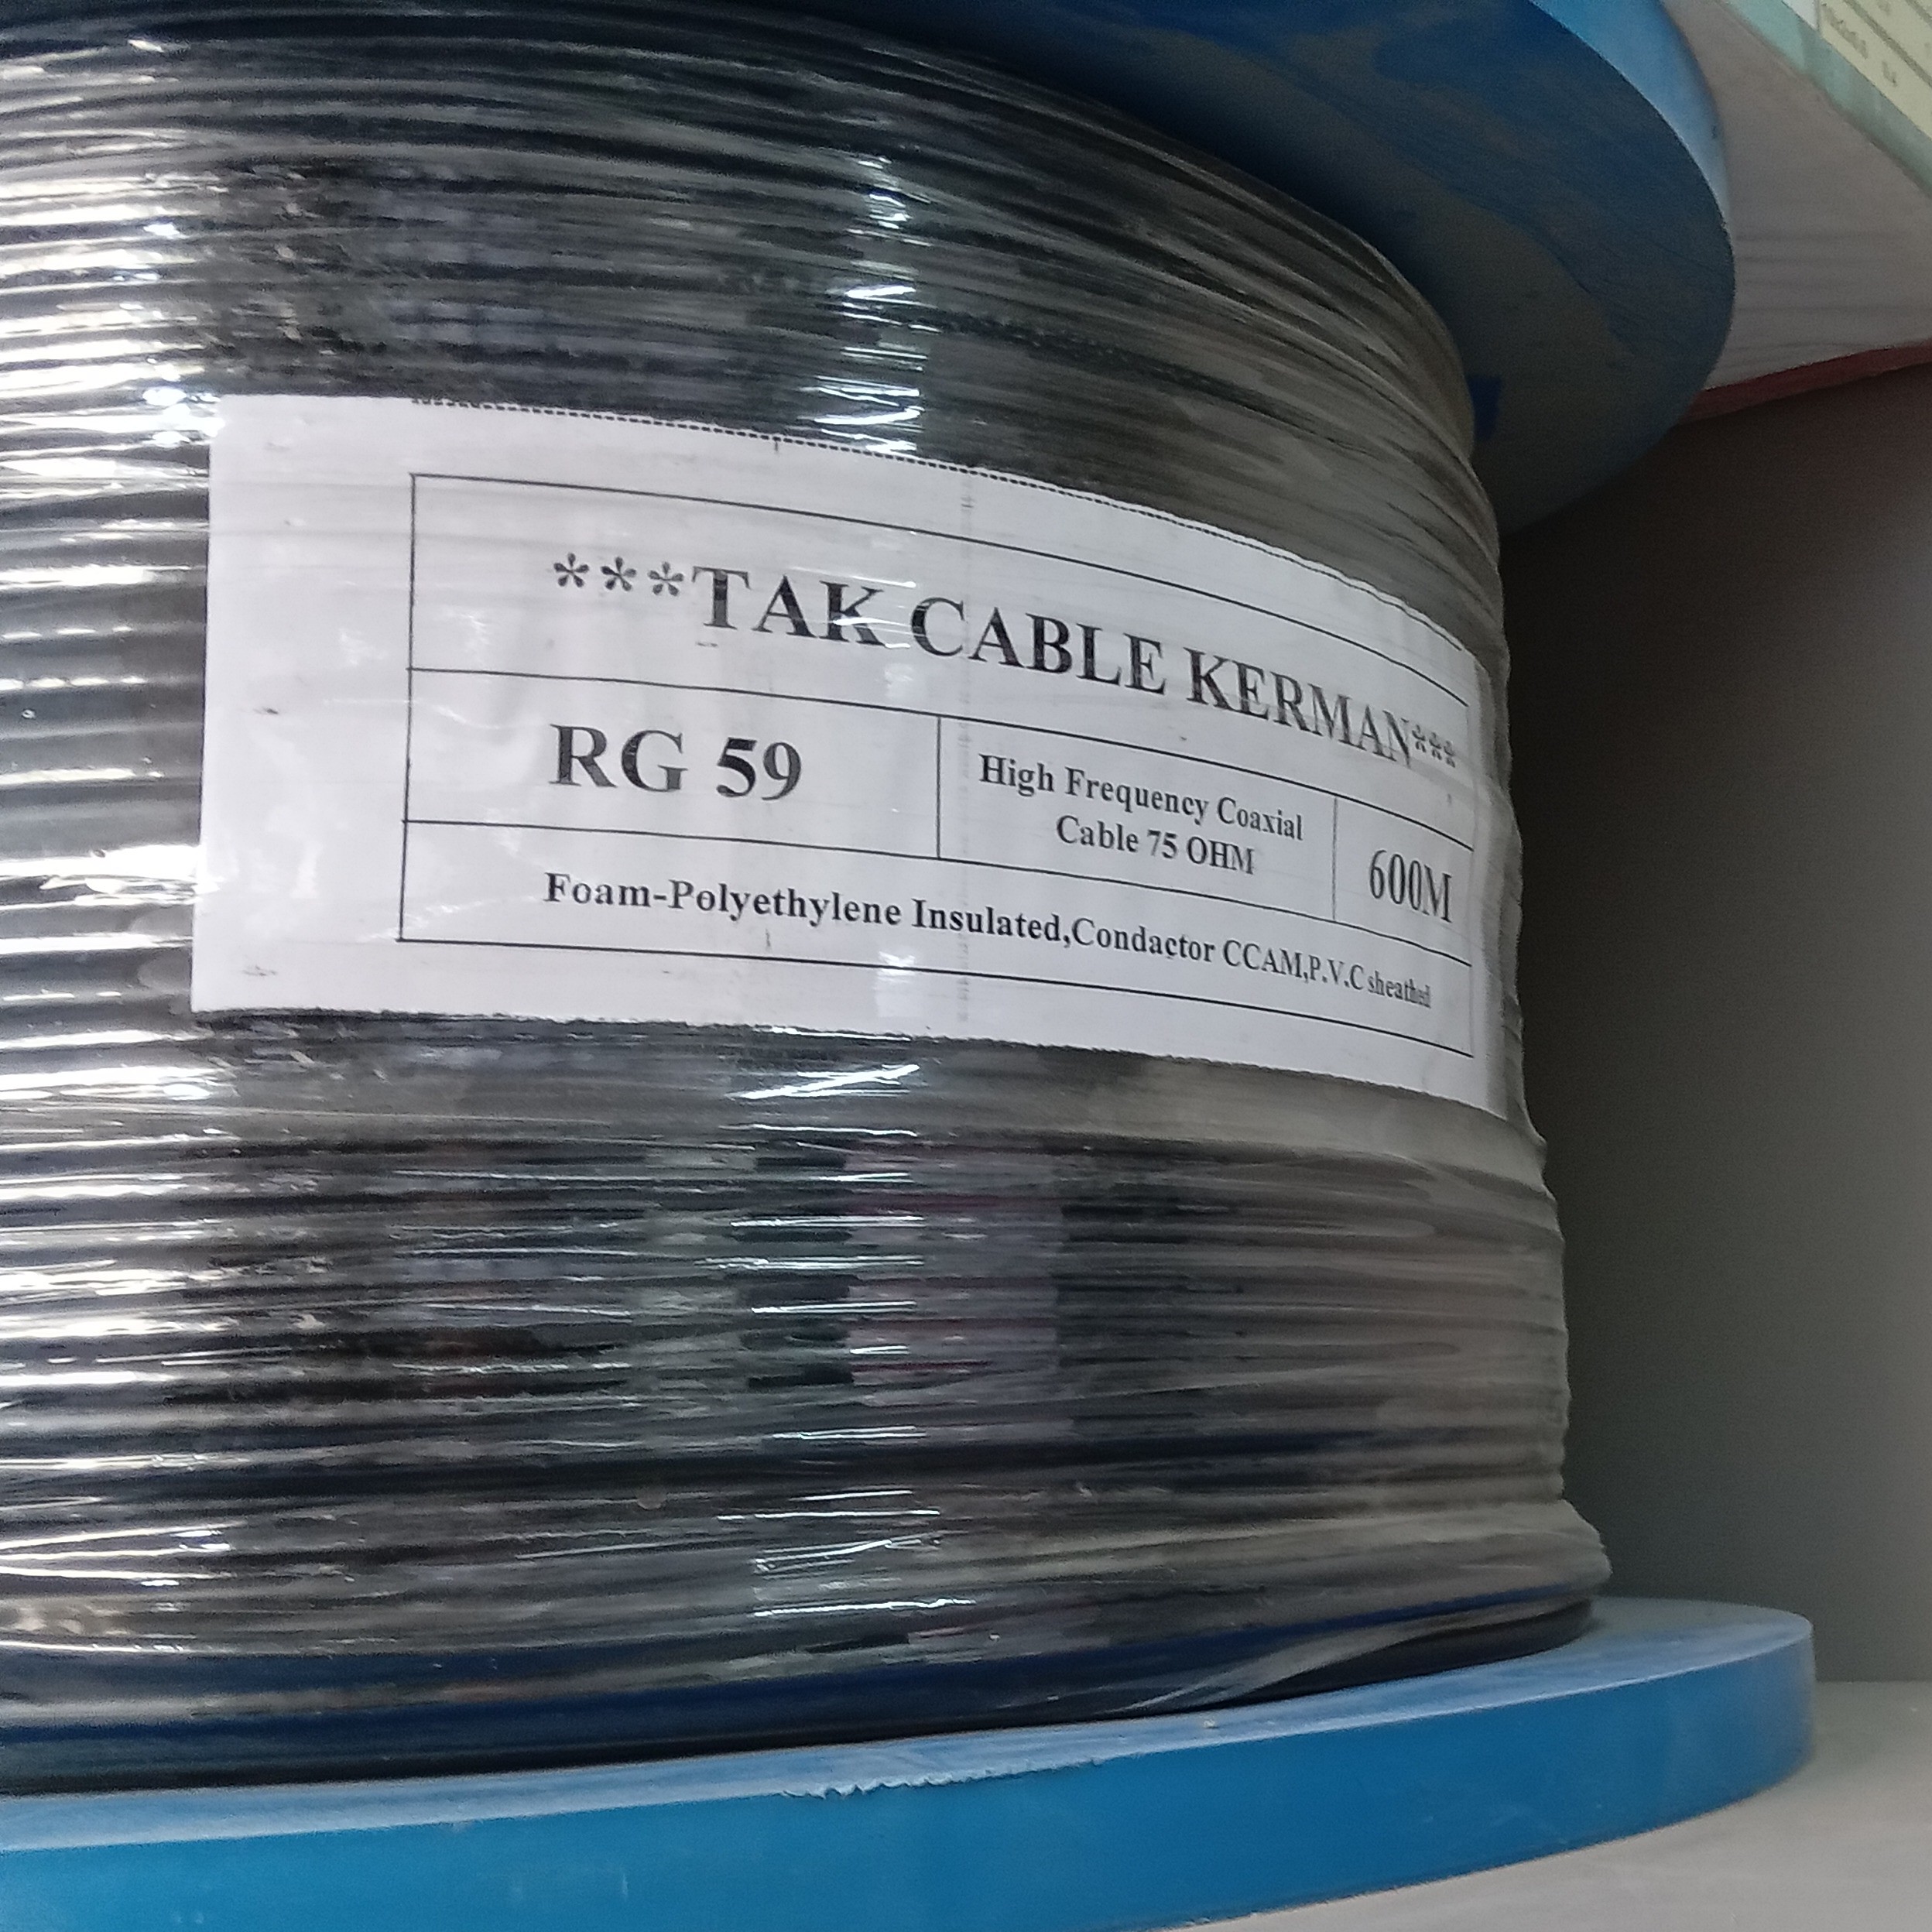 ***TAK CABLE KERMAN***
RG 59
High Frequency Coaxial
Cable 75 OHM
600M
Foam-Polyethylene Insulated,Condactor CCAM,P.V.C sheathed